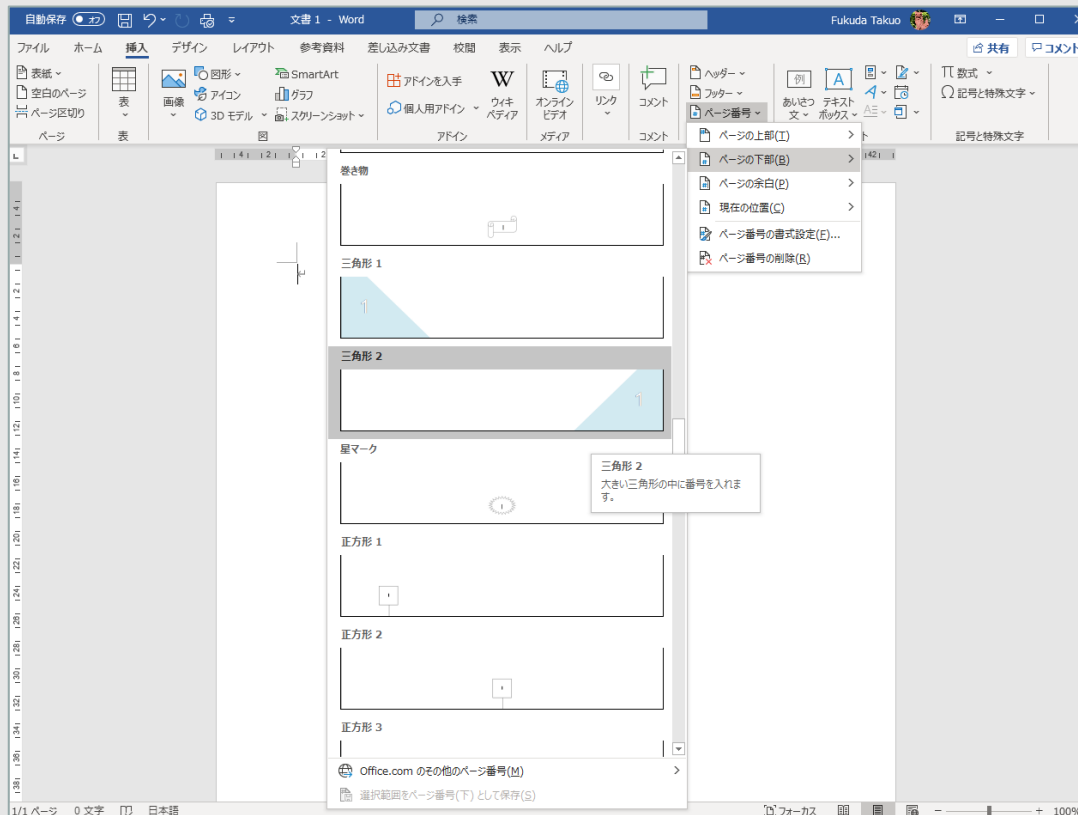 自動保存 オフ 文書 1 - Word 検索 Fukuda Takuo
ファイル ホーム 挿入 デザイン レイアウト 参考資料 差し込み文書 校閲 表示 ヘルプ 共有 コメント
表紙
空白のページ
ページ区切り
ページ
表
表
画像
図形
アイコン
3D モデル
SmartArt
グラフ
スクリーンショット
図
アドインを入手
個人用アドイン
ウィキ
ペディア
アドイン
オンライン
ビデオ
メディア
リンク
コメント
コメント
ヘッダー
フッター
ページ番号
あいさつ
文
テキスト
ボックス
ト
数式
記号と特殊文字
記号と特殊文字
ページの上部(T)
ページの下部(B)
ページの余白(P)
現在の位置(C)
ページ番号の書式設定(F)...
ページ番号の削除(R)
巻き物
1
三角形 1
1
三角形 2
1
星マーク
1
三角形 2
大きい三角形の中に番号を入れま
す。
正方形 1
1
正方形 2
1
正方形 3
Office.com のその他のページ番号(M)
選択範囲をページ番号(下) として保存(S)
1/1 ページ 0 文字 日本語 フォーカス 100%